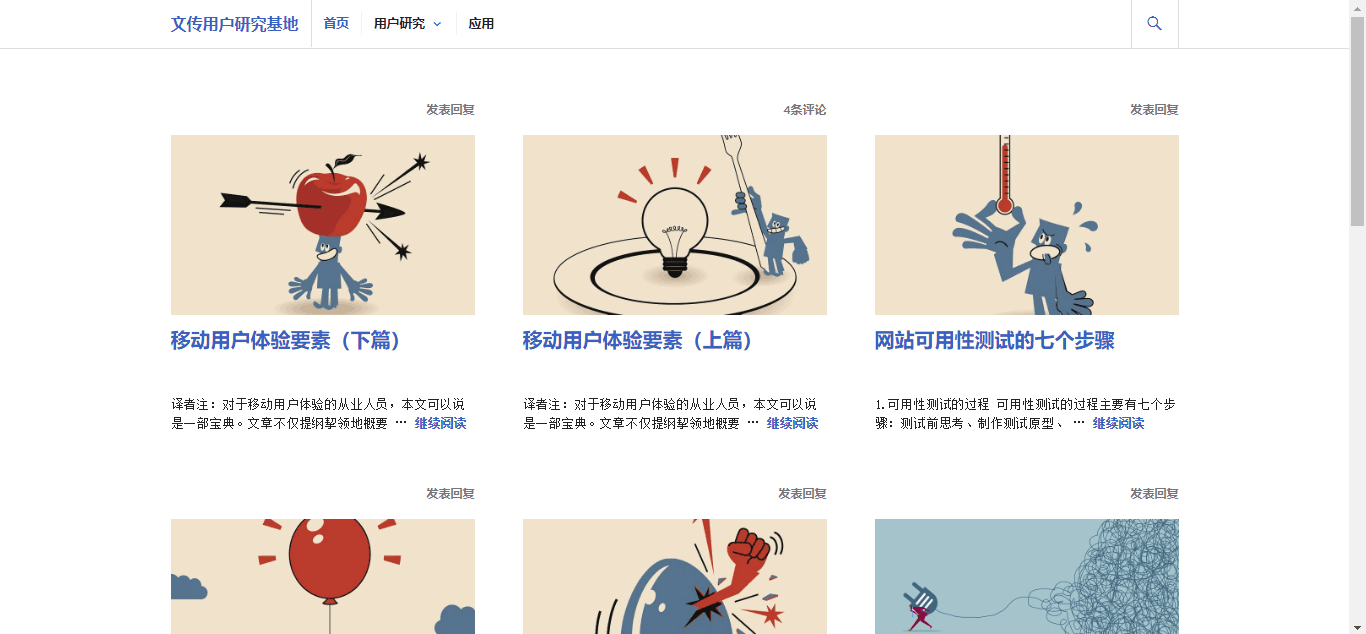 文传用户研究基地 首页 用户研究 应用
发表回复 4条评论 发表回复
移动用户体验要素（下篇） 移动用户体验要素（上篇） 网站可用性测试的七个步骤
译者注：对于移动用户体验的从业人员，本文可以说
是一部宝典。文章不仅提纲挈领地概要 … 继续阅读
译者注：对于移动用户体验的从业人员，本文可以说
是一部宝典。文章不仅提纲挈领地概要 … 继续阅读
1.可用性测试的过程 可用性测试的过程主要有七个步
骤：测试前思考、制作测试原型、 … 继续阅读
发表回复 发表回复 发表回复